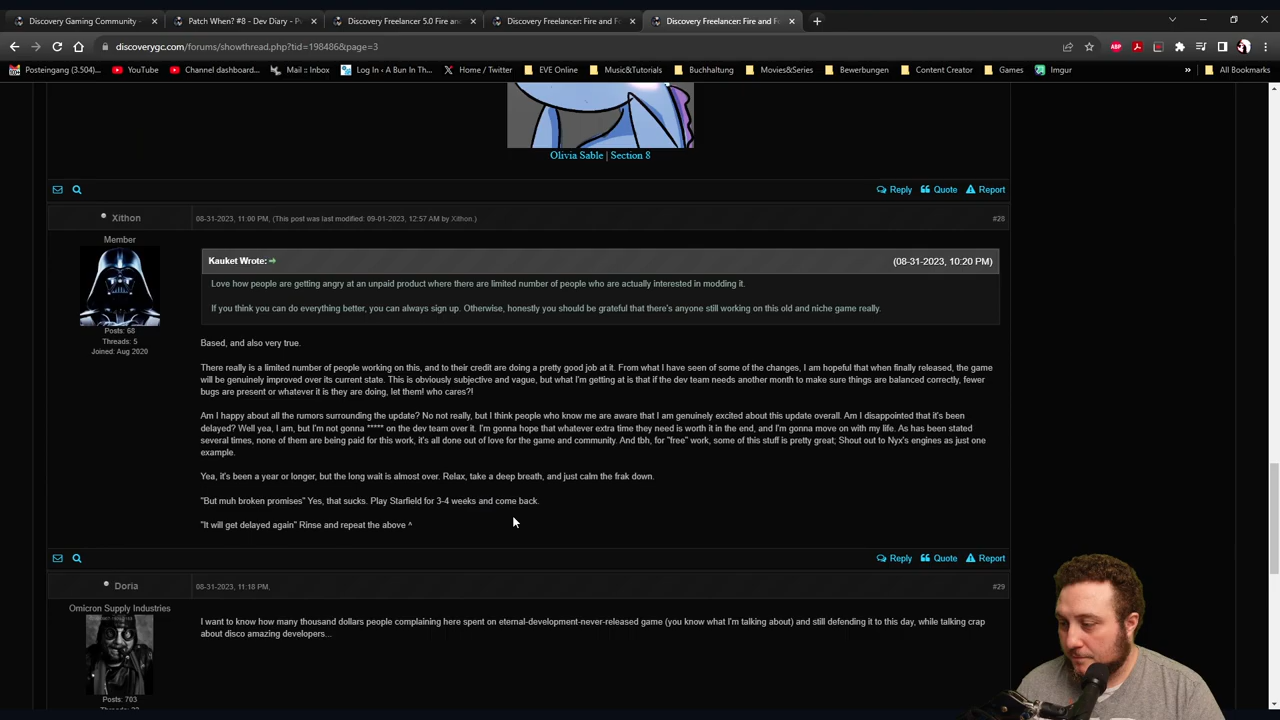 Discovery Gaming Community -
Patch When? #8 - Dev Diary - P
Discovery Freelancer 5.0 Fire and
Discovery Freelancer: Fire and F
Discovery Freelancer: Fire and F
discoverygc.com/forums/showthread.php?tid=198486&page=3
Posteingang (3.504)...
YouTube
Channel dashboard...
Mail :: Inbox
Log In ‹ A Bun In Th...
Home / Twitter
EVE Online
Music&Tutorials
Buchhaltung
Movies&Series
Bewerbungen
Content Creator
Games
Imgur
»
All Bookmarks
Olivia Sable | Section 8
Reply
Quote
Report
Xithon
08-31-2023, 11:00 PM, (This post was last modified: 09-01-2023, 12:57 AM by Xithon.)
#28
Member
Posts: 68
Threads: 5
Joined: Aug 2020
Kauket Wrote:
(08-31-2023, 10:20 PM)
Love how people are getting angry at an unpaid product where there are limited number of people who are actually interested in modding it.
If you think you can do everything better, you can always sign up. Otherwise, honestly you should be grateful that there's anyone still working on this old and niche game really.
Based, and also very true.
There really is a limited number of people working on this, and to their credit are doing a pretty good job at it. From what I have seen of some of the changes, I am hopeful that when finally released, the game
will be genuinely improved over its current state. This is obviously subjective and vague, but what I'm getting at is that if the dev team needs another month to make sure things are balanced correctly, fewer
bugs are present or whatever it is they are doing, let them! who cares?!
Am I happy about all the rumors surrounding the update? No not really, but I think people who know me are aware that I am genuinely excited about this update overall. Am I disappointed that it's been
delayed? Well yea, I am, but I'm not gonna ***** on the dev team over it. I'm gonna hope that whatever extra time they need is worth it in the end, and I'm gonna move on with my life. As has been stated
several times, none of them are being paid for this work, it's all done out of love for the game and community. And tbh, for "free" work, some of this stuff is pretty great; Shout out to Nyx's engines as just one
example.
Yea, it's been a year or longer, but the long wait is almost over. Relax, take a deep breath, and just calm the frak down.
"But muh broken promises" Yes, that sucks. Play Starfield for 3-4 weeks and come back.
"It will get delayed again" Rinse and repeat the above ^
Reply
Quote
Report
Doria
08-31-2023, 11:18 PM,
#29
Omicron Supply Industries
Posts: 703
I want to know how many thousand dollars people complaining here spent on eternal-development-never-released game (you know what I'm talking about) and still defending it to this day, while talking crap
about disco amazing developers...